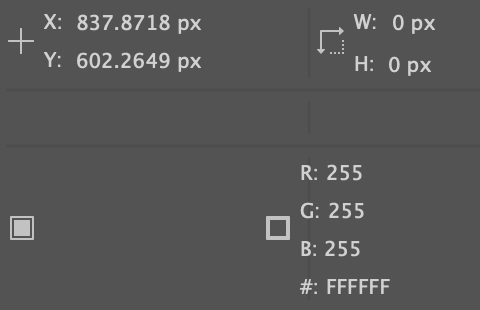 X: 837.8718 px
W: 0 px
Y: 602.2649 px
H: 0 px
R: 255
G: 255
B: 255
#: FFFFFF